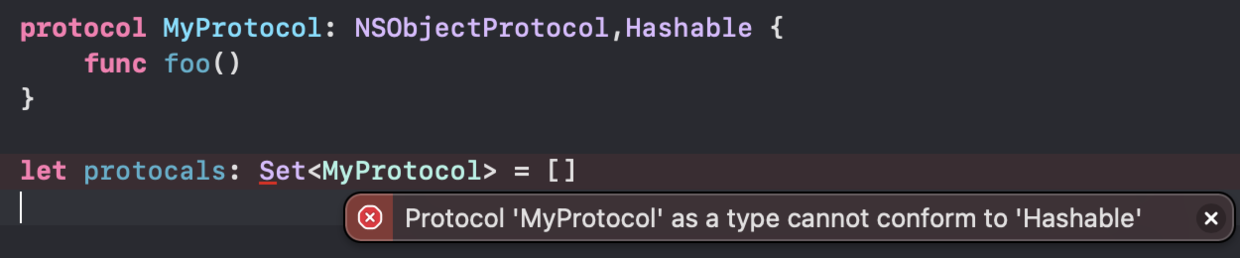 protocol MyProtocol: NSObjectProtocol,Hashable {
    func foo()
}
let protocals: Set<MyProtocol> = []
Protocol 'MyProtocol' as a type cannot conform to 'Hashable'